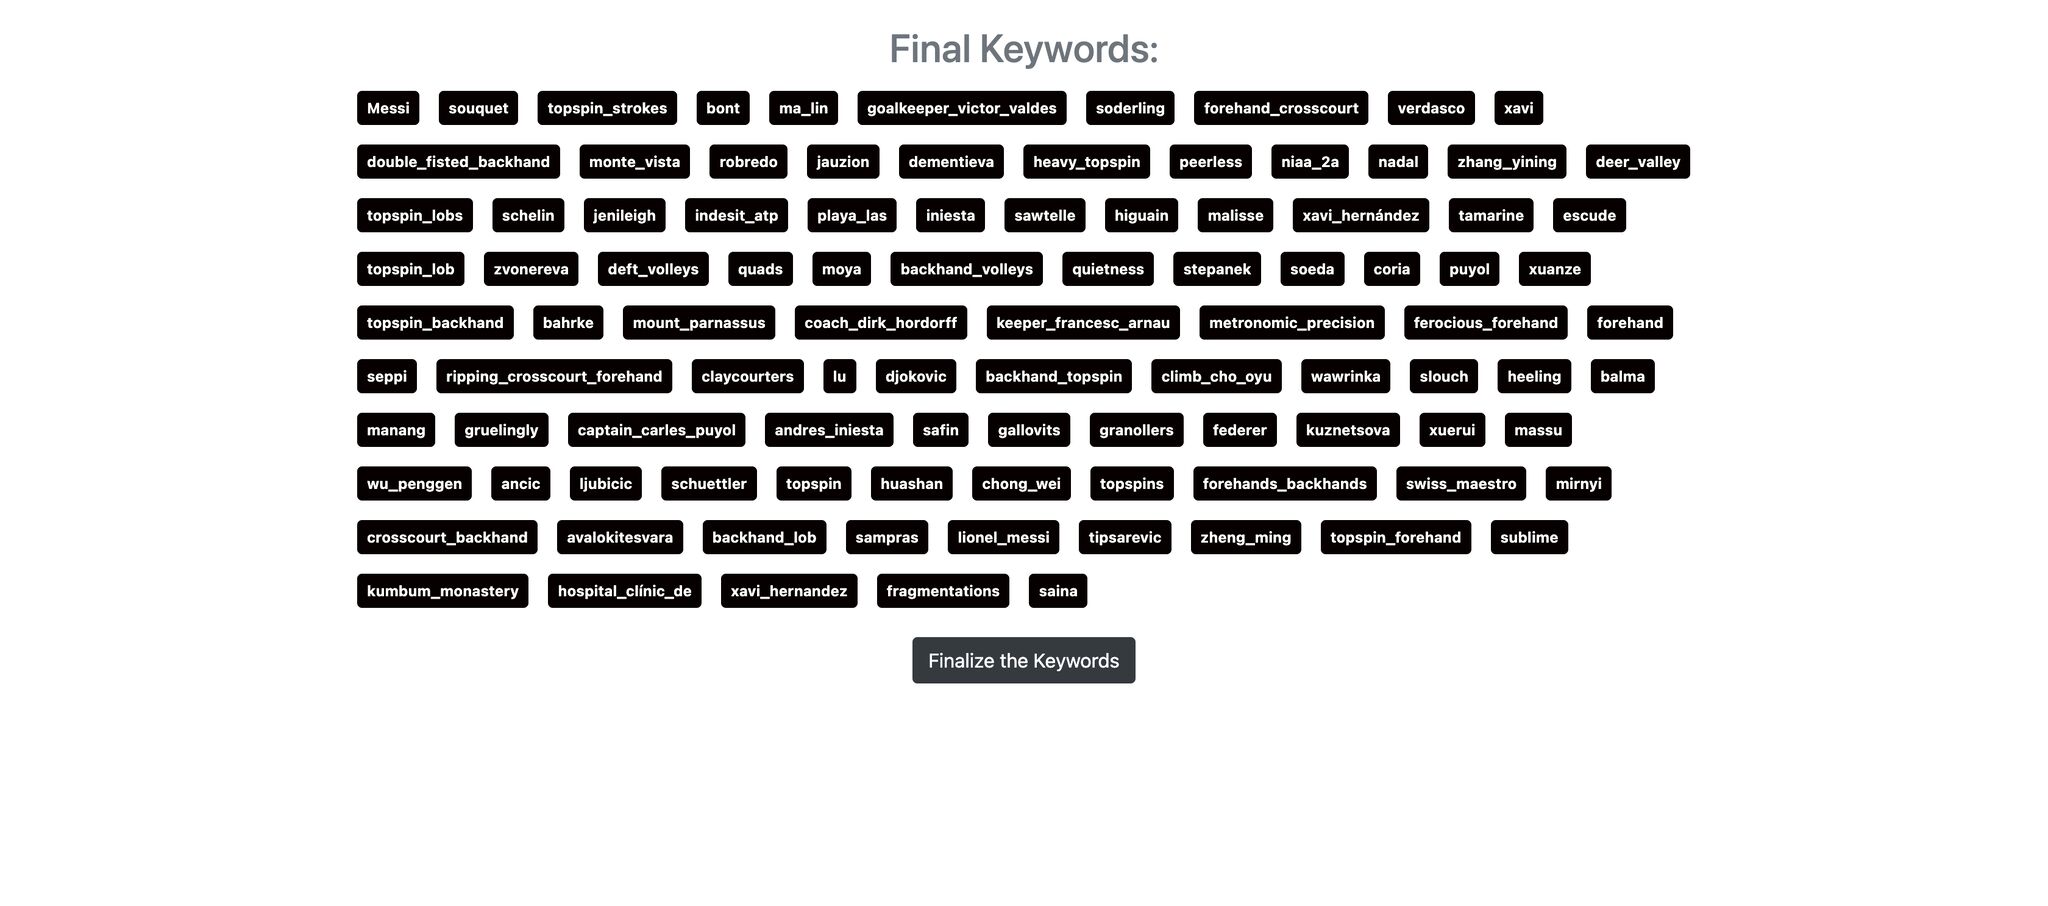 Final Keywords:
Messi souquet topspin_strokes bont ma_lin goalkeeper_victor_valdes soderling forehand_crosscourt verdasco xavi
double_fisted_backhand monte_vista robredo jauzion dementieva heavy_topspin peerless niaa_2a nadal zhang_yining deer_valley
topspin_lobs schelin jenileigh indesit_atp playa_las iniesta sawtelle higuain malisse xavi_hernández tamarine escude
topspin_lob zvonereva deft_volleys quads moya backhand_volleys quietness stepanek soeda coria puyol xuanze
topspin_backhand bahrke mount_parnassus coach_dirk_hordorff keeper_francesc_arnau metronomic_precision ferocious_forehand forehand
seppi ripping_crosscourt_forehand claycourters lu djokovic backhand_topspin climb_cho_oyu wawrinka slouch heeling balma
manang gruelingly captain_carles_puyol andres_iniesta safin gallovits granollers federer kuznetsova xuerui massu
wu_penggen ancic ljubicic schuettler topspin huashan chong_wei topspins forehands_backhands swiss_maestro mirnyi
crosscourt_backhand avalokitesvara backhand_lob sampras lionel_messi tipsarevic zheng_ming topspin_forehand sublime
kumbum_monastery hospital_clínic_de xavi_hernandez fragmentations saina
Finalize the Keywords